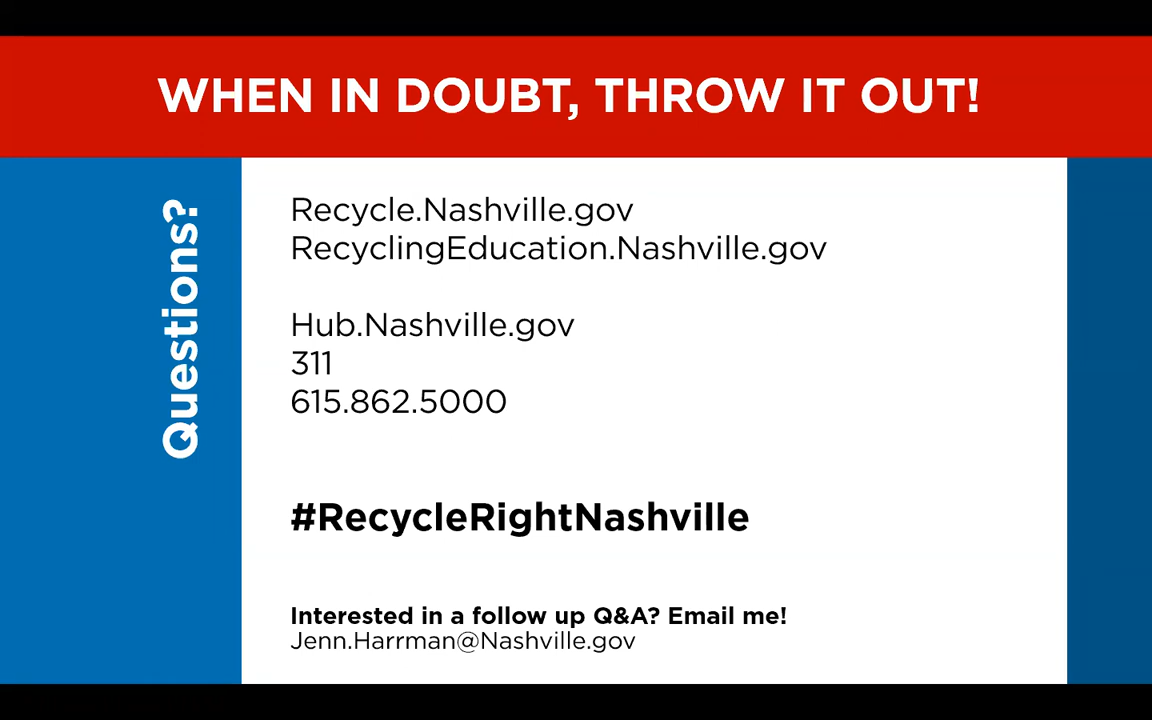 WHEN IN DOUBT, THROW IT OUT!
Questions?
Recycle.Nashville.gov
RecyclingEducation.Nashville.gov
Hub.Nashville.gov
311
615.862.5000
#RecycleRightNashville
Interested in a follow up Q&A? Email me!
Jenn.Harrman@Nashville.gov